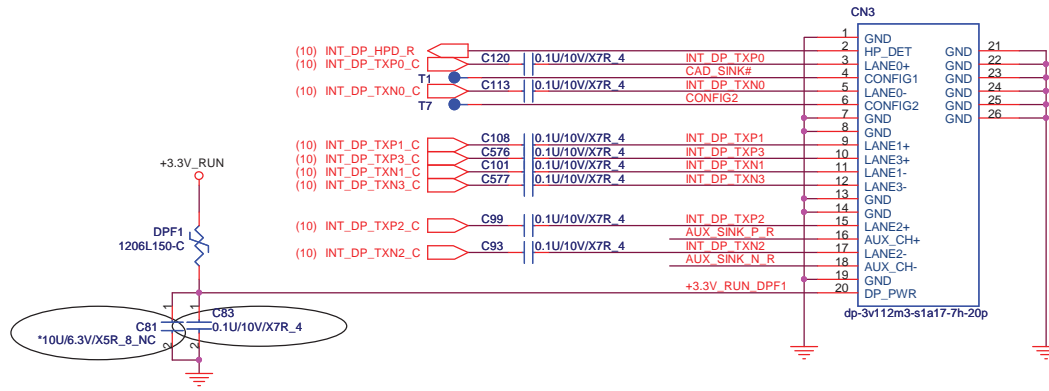 CN3
1 GND
(10) INT_DP_HPD_R 2 HP_DET GND 21
(10) INT_DP_TXP0_C C120 0.1U/10V/X7R_4 INT_DP_TXP0 3 LANE0+ GND 22
T1 CAD_SINK# 4 CONFIG1 GND 23
(10) INT_DP_TXN0_C C113 0.1U/10V/X7R_4 INT_DP_TXN0 5 LANE0- GND 24
T7 CONFIG2 6 CONFIG2 GND 25
7 GND GND 26
8 GND
(10) INT_DP_TXP1_C C108 0.1U/10V/X7R_4 INT_DP_TXP1 9 LANE1+
(10) INT_DP_TXP3_C C576 0.1U/10V/X7R_4 INT_DP_TXP3 10 LANE3+
(10) INT_DP_TXN1_C C101 0.1U/10V/X7R_4 INT_DP_TXN1 11 LANE1-
(10) INT_DP_TXN3_C C577 0.1U/10V/X7R_4 INT_DP_TXN3 12 LANE3-
13 GND
14 GND
(10) INT_DP_TXP2_C C99 0.1U/10V/X7R_4 INT_DP_TXP2 15 LANE2+
AUX_SINK_P_R 16 AUX_CH+
(10) INT_DP_TXN2_C C93 0.1U/10V/X7R_4 INT_DP_TXN2 17 LANE2-
AUX_SINK_N_R 18 AUX_CH-
19 GND
+3.3V_RUN_DPF1 20 DP_PWR
dp-3v112m3-s1a17-7h-20p
+3.3V_RUN
DPF1
1206L150-C
1 1
C81 C83
*10U/6.3V/X5R_8_NC 0.1U/10V/X7R_4
2 2